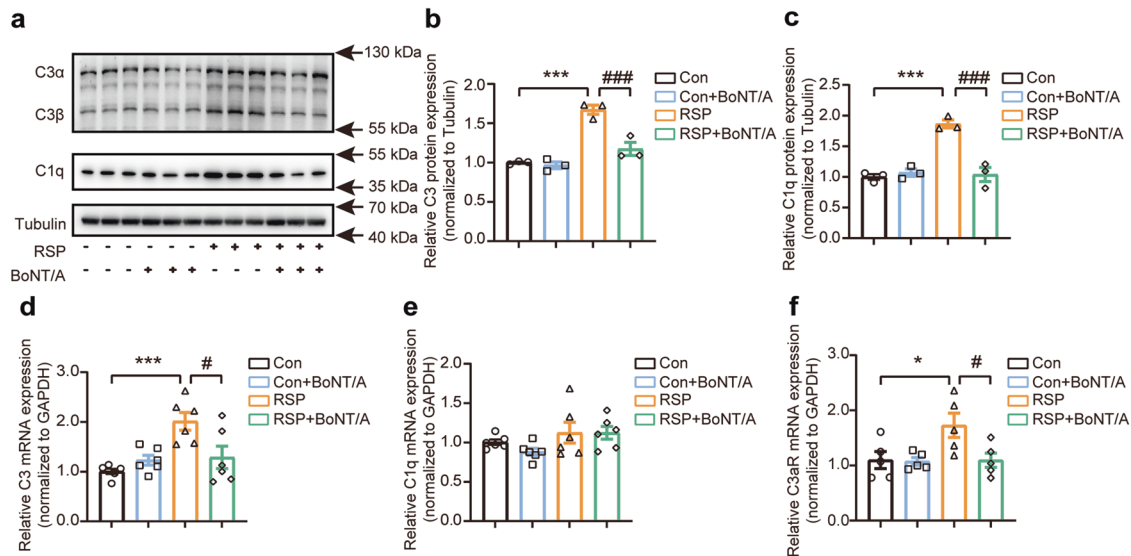 a
130 kDa
C3α
C3β
55 kDa
55 kDa
C1q
35 kDa
70 kDa
Tubulin
40 kDa
RSP - - - - - - + + + + + +
BoNT/A - - - + + + - - - + + +
b
Relative C3 protein expression
(normalized to Tubulin)
2.0
1.5
1.0
0.5
0.0
*** ###
Con
Con+BoNT/A
RSP
RSP+BoNT/A
c
Relative C1q protein expression
(normalized to Tubulin)
2.5
2.0
1.5
1.0
0.5
0.0
*** ###
Con
Con+BoNT/A
RSP
RSP+BoNT/A
d
Relative C3 mRNA expression
(normalized to GAPDH)
3.0
2.0
1.0
0.0
*** #
Con
Con+BoNT/A
RSP
RSP+BoNT/A
e
Relative C1q mRNA expression
(normalized to GAPDH)
2.0
1.5
1.0
0.5
0.0
Con
Con+BoNT/A
RSP
RSP+BoNT/A
f
Relative C3aR mRNA expression
(normalized to GAPDH)
3.0
2.0
1.0
0.0
* #
Con
Con+BoNT/A
RSP
RSP+BoNT/A